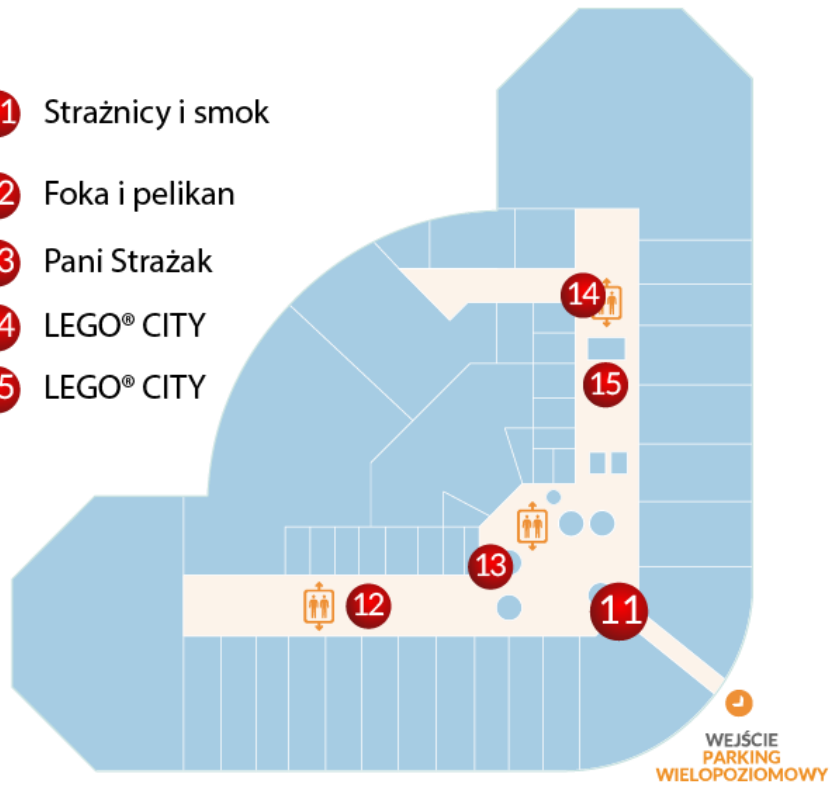 1 Strażnicy i smok
2 Foka i pelikan
3 Pani Strażak
4 LEGO® CITY
5 LEGO® CITY
14
15
13
12
11
WEJŚCIE
PARKING
WIELOPOZIOMOWY